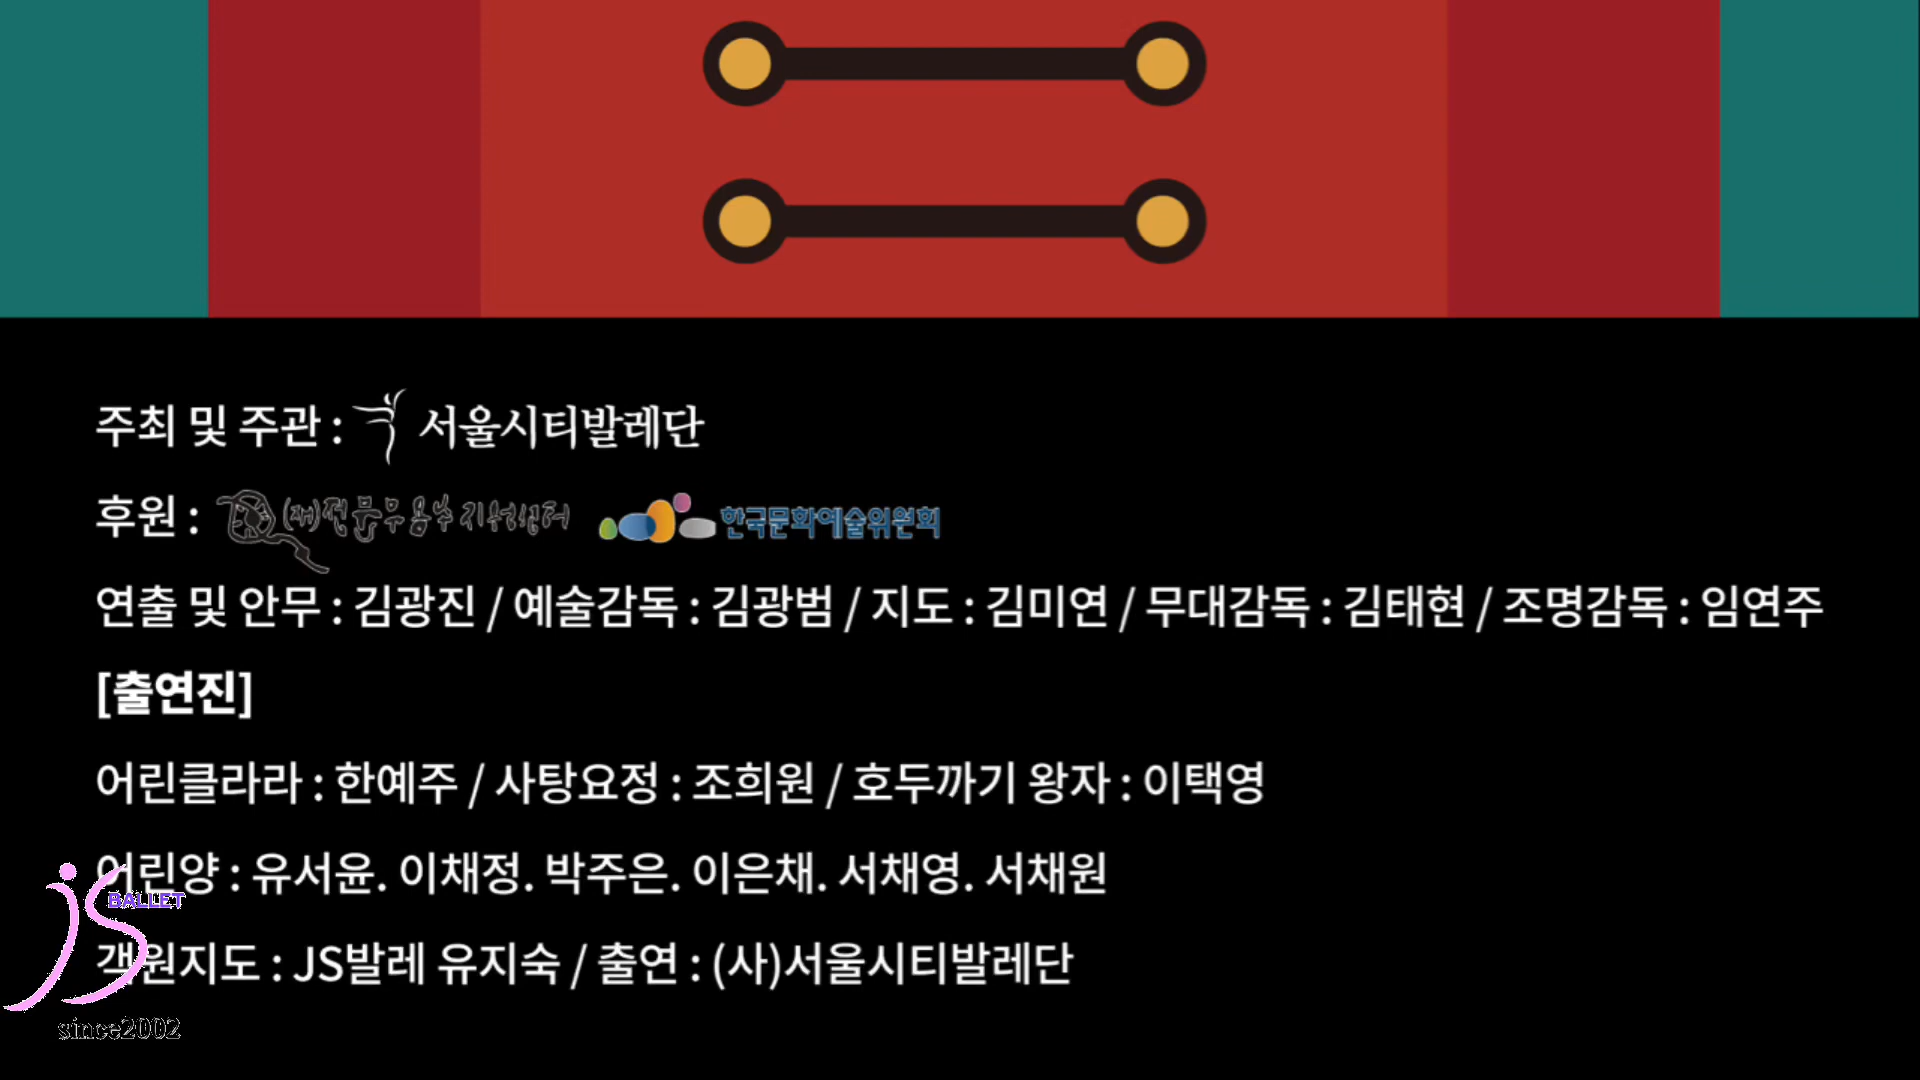 주최 및 주관 : 서울시티발레단
후원 : (재)전문무용수지원센터 한국문화예술위원회
연출 및 안무 : 김광진 / 예술감독 : 김광범 / 지도 : 김미연 / 무대감독 : 김태현 / 조명감독 : 임연주
[출연진]
어린클라라 : 한예주 / 사탕요정 : 조희원 / 호두까기 왕자 : 이택영
어린양 : 유서윤. 이채정. 박주은. 이은채. 서채영. 서채원
객원지도 : JS발레 유지숙 / 출연 : (사)서울시티발레단
js BALLET
since2002